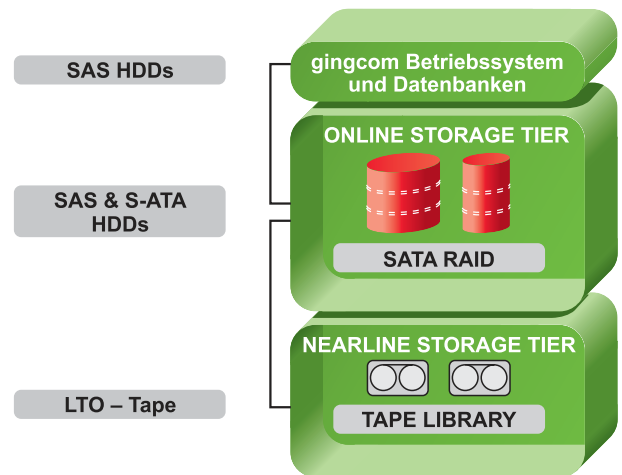 SAS HDDs
gingcom Betriebssystem
und Datenbanken
ONLINE STORAGE TIER
SAS & S-ATA
HDDs
SATA RAID
NEARLINE STORAGE TIER
LTO – Tape
TAPE LIBRARY